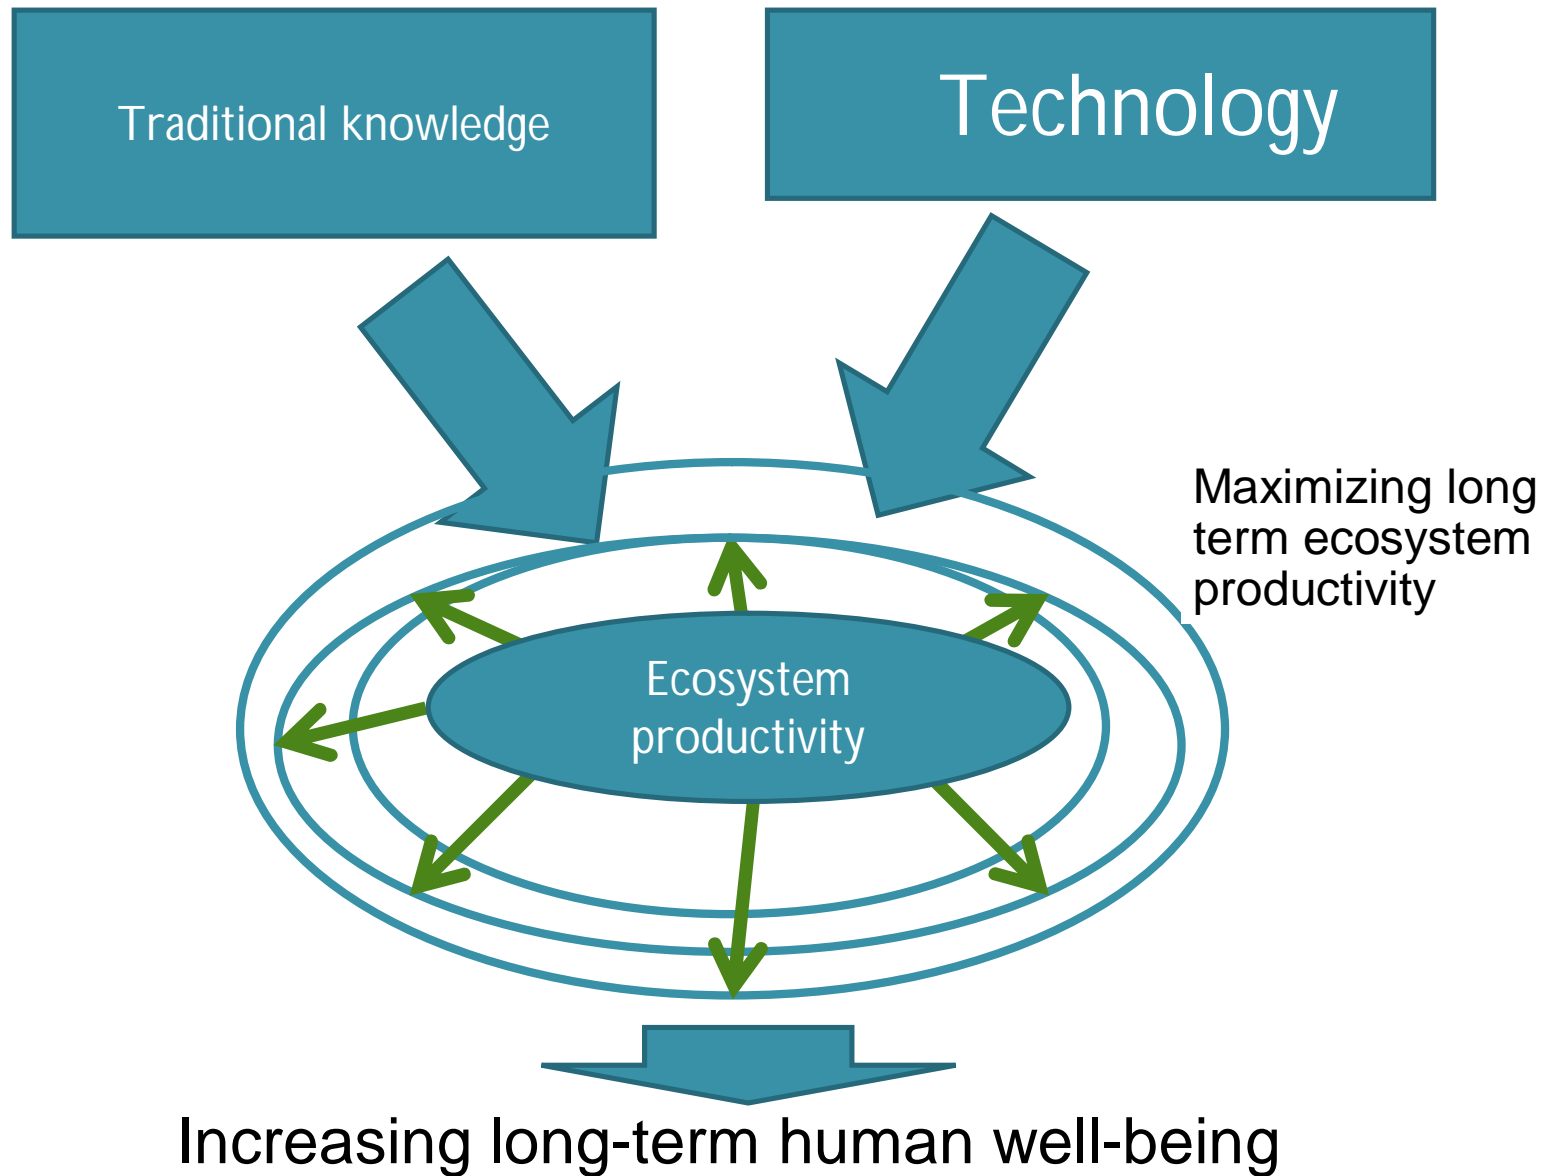 Traditional knowledge
Technology
Maximizing long
term ecosystem
productivity
Ecosystem
productivity
Increasing long-term human well-being